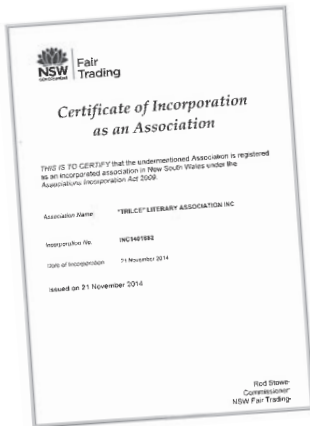 NSW
GOVERNMENT
Fair
Trading
Certificate of Incorporation
as an Association
THIS IS TO CERTIFY that the undermentioned Association is registered
as an incorporated association in New South Wales under the
Associations Incorporation Act 2009.
Association Name: "TRILCE" LITERARY ASSOCIATION INC
Incorporation No. INC1401882
Date of Incorporation 21 November 2014
Issued on 21 November 2014
Rod Stowe
Commissioner
NSW Fair Trading